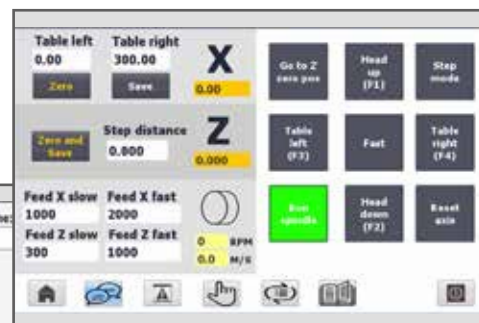 Table left Table right
0.00 300.00
X
Zero Save
0.00
Zero and
Save
Step distance
0.000
Z
0.000
Feed X slow Feed X fast
1000 2000
Feed Z slow Feed Z fast
300 1000
0 RPM
0.0 M/S
Go to Z
zero pos
Head
up
(F1)
Step
mode
Table
left
(F3)
Fast
Table
right
(F4)
Run
spindle
Head
down
(F2)
Reset
axis